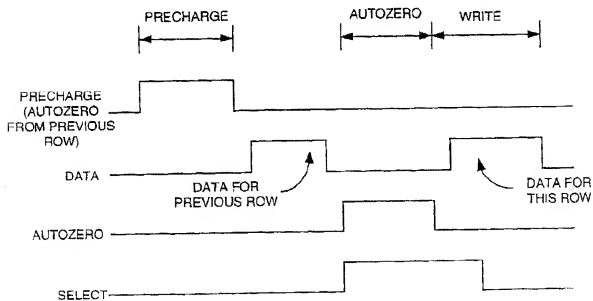 PRECHARGE
AUTOZERO
WRITE
PRECHARGE
(AUTOZERO
FROM PREVIOUS
ROW)
DATA
DATA FOR
PREVIOUS ROW
DATA FOR
THIS ROW
AUTOZERO
SELECT